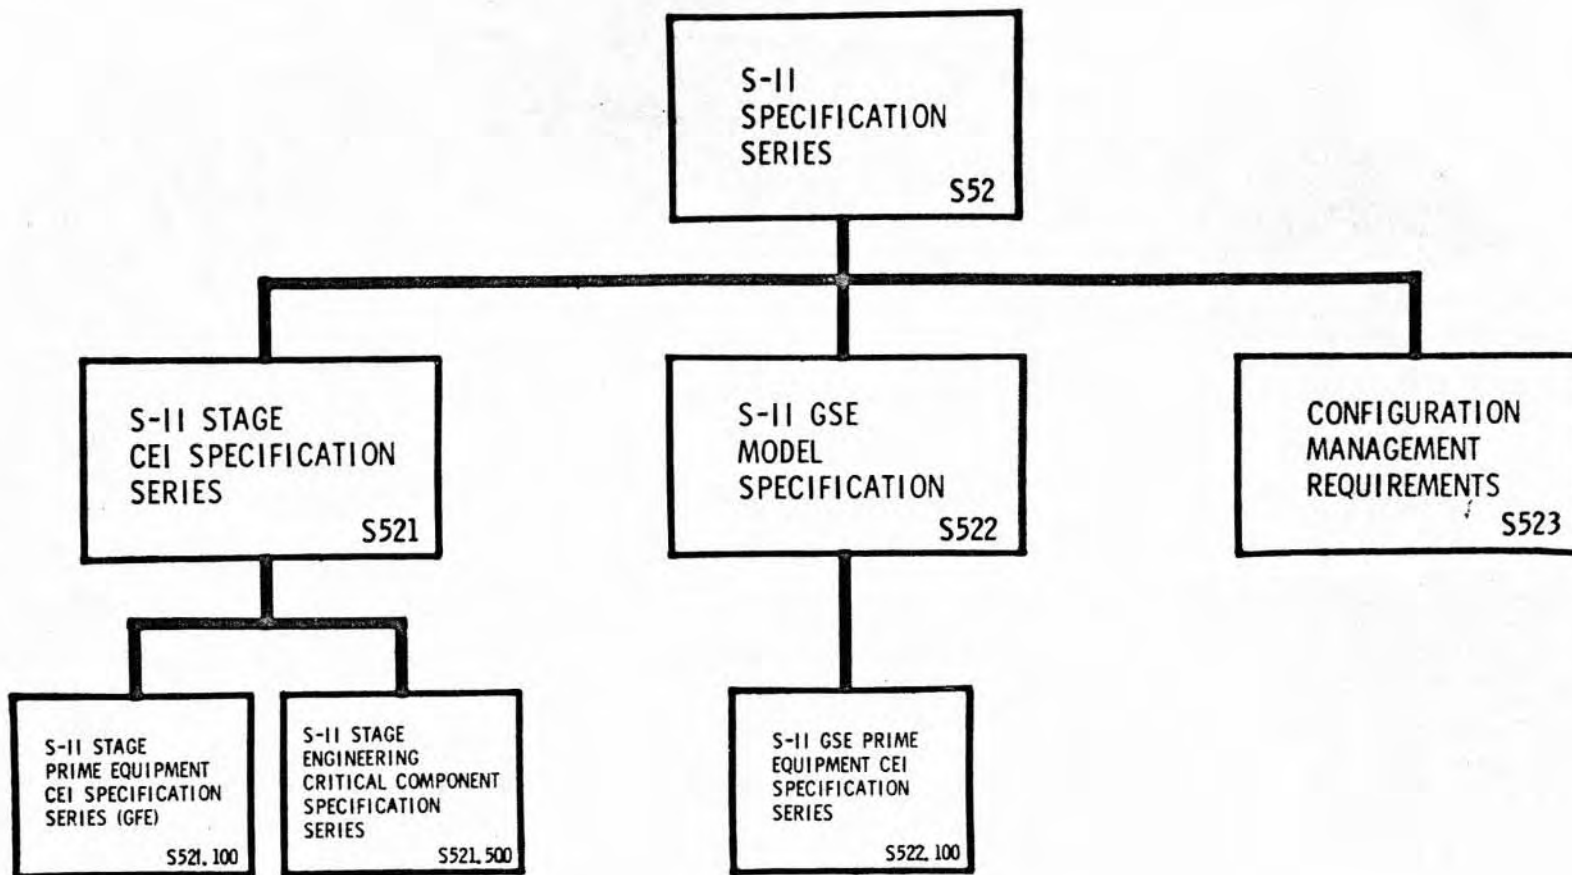 S-II
SPECIFICATION
SERIES
S52
S-II STAGE
CEI SPECIFICATION
SERIES
S521
S-II GSE
MODEL
SPECIFICATION
S522
CONFIGURATION
MANAGEMENT
REQUIREMENTS
S523
S-II STAGE
PRIME EQUIPMENT
CEI SPECIFICATION
SERIES (GFE)
S521.100
S-II STAGE
ENGINEERING
CRITICAL COMPONENT
SPECIFICATION
SERIES
S521.500
S-II GSE PRIME
EQUIPMENT CEI
SPECIFICATION
SERIES
S522.100